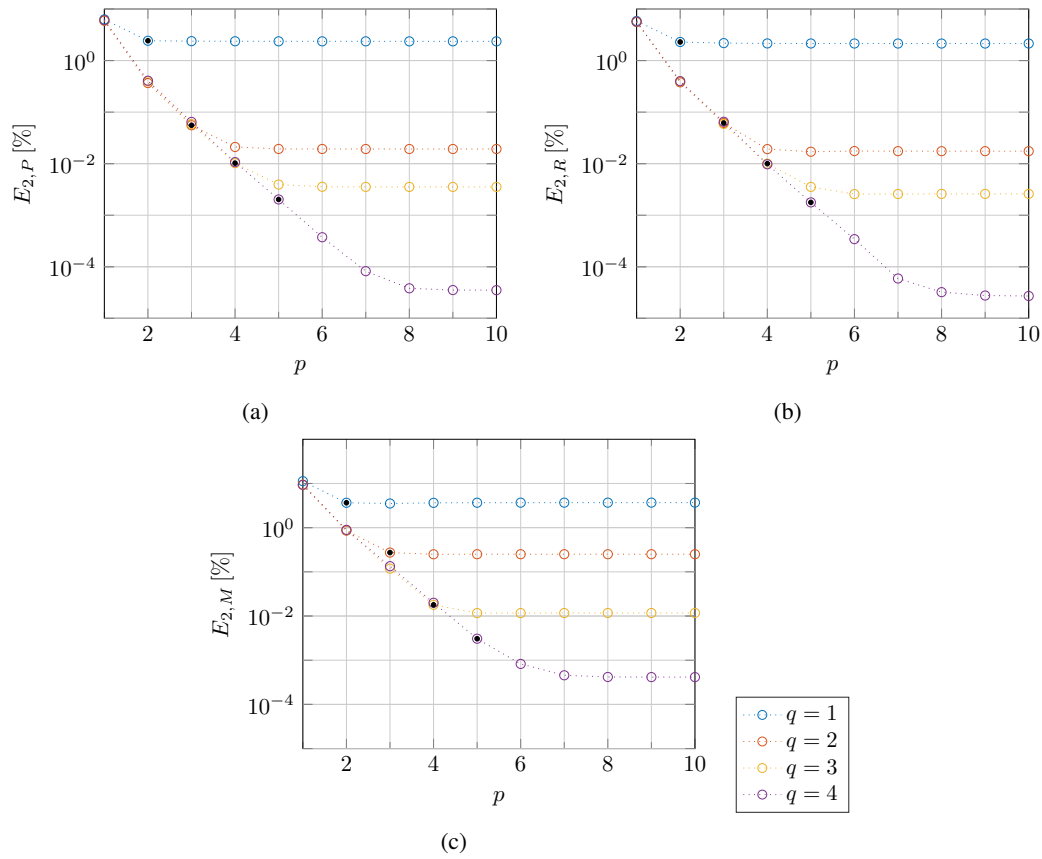 10^0
10^−2
10^−4
E_{2,P} [%]
2 4 6 8 10
p
(a)
10^0
10^−2
10^−4
E_{2,R} [%]
2 4 6 8 10
p
(b)
10^0
10^−2
10^−4
E_{2,M} [%]
2 4 6 8 10
p
(c)
q = 1
q = 2
q = 3
q = 4